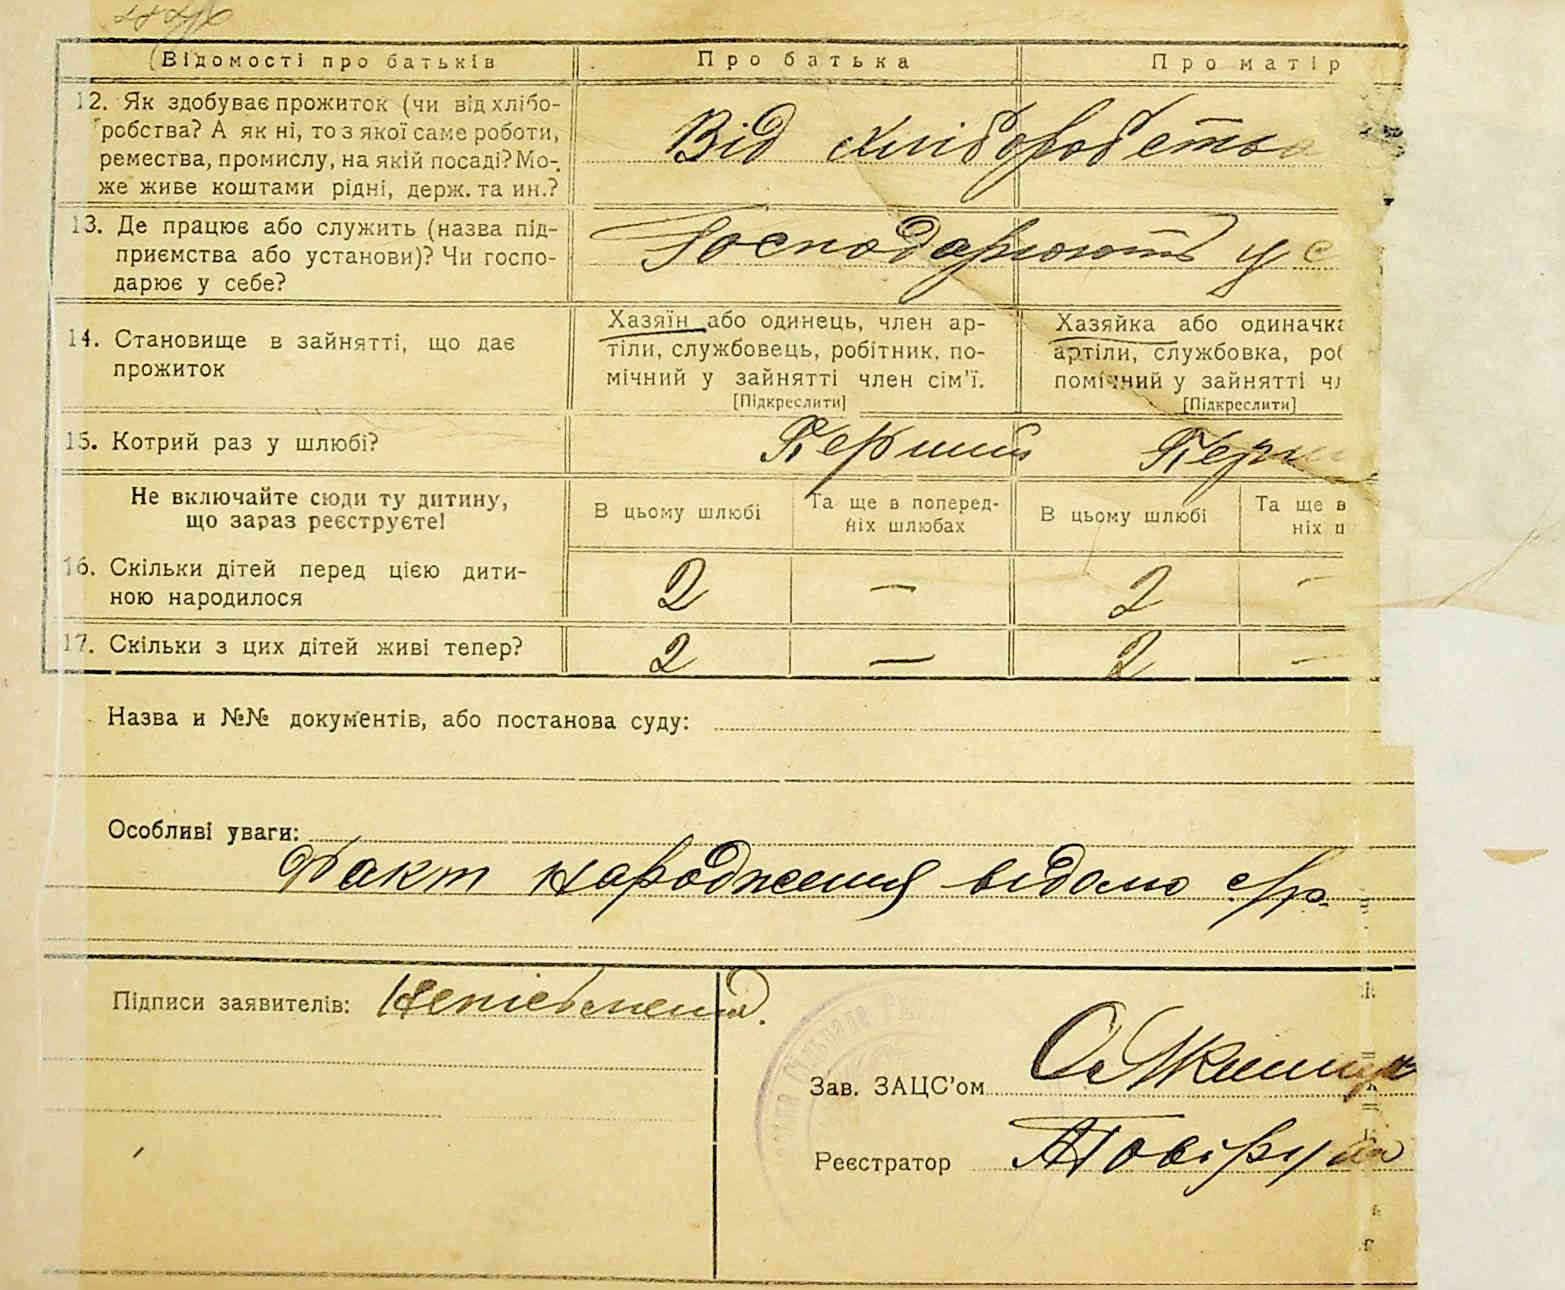 (Відомості про батьків
Про батька
Про матір
12. Як здобуває прожиток (чи від хлібо-
робства? А як ні, то з якої саме роботи,
ремества, промислу, на якій посаді? Мо-
же живе коштами рідні, держ. та ин.?
Від хліборобства
13. Де працює або служить (назва під-
приємства або установи)? Чи госпо-
дарює у себе?
Господарюють у с
14. Становище в зайнятті, що дає
прожиток
Хазяїн або одинець, член ар-
тіли, службовець, робітник, по-
мічний у зайнятті член сім'ї.
[Підкреслити]
Хазяйка або одиначка
артіли, службовка, роб
помічний у зайнятті чл
[Підкреслити]
15. Котрий раз у шлюбі?
Перший
Перш
Не включайте сюди ту дитину,
що зараз реєструєте!
В цьому шлюбі
Та ще в поперед-
ніх шлюбах
В цьому шлюбі
Та ще в
ніх ш
16. Скільки дітей перед цією дити-
ною народилося
2 — 2 —
17. Скільки з цих дітей живі тепер?
2 — 2 —
Назва и №№ документів, або постанова суду:
Особливі уваги:
Факт народження відомо с/р
Підписи заявителів: Неписьменний.
Зав. ЗАЦС'ом
Реєстратор